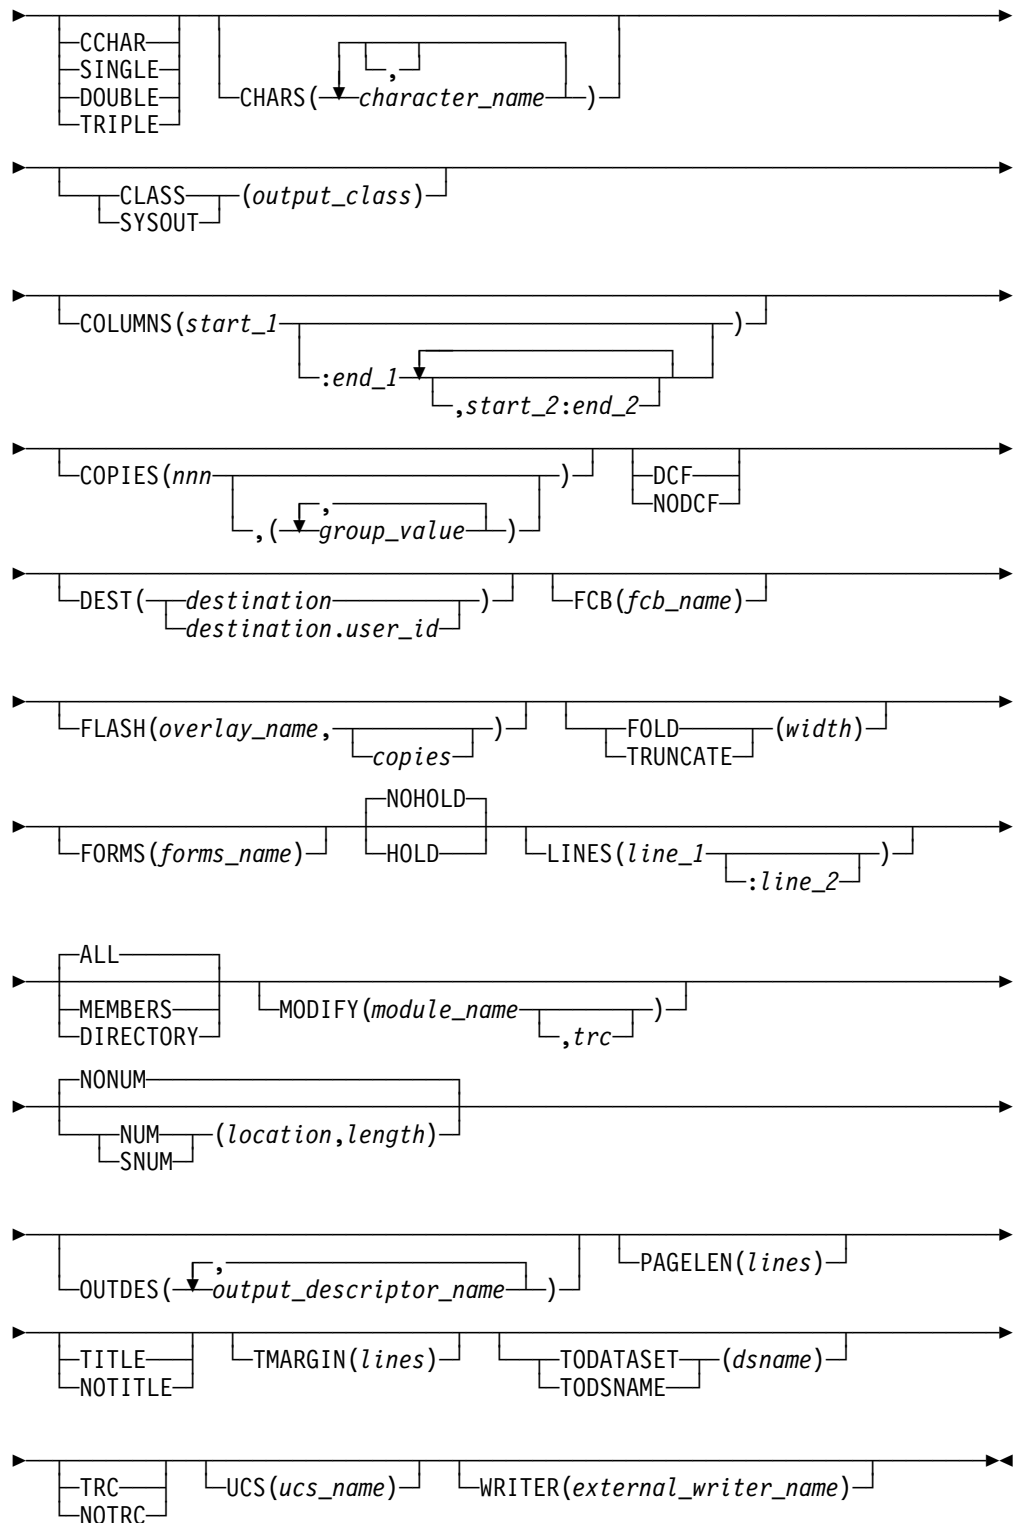 CCHAR
SINGLE ,
DOUBLE CHARS( character_name )
TRIPLE
CLASS (output_class)
SYSOUT
COLUMNS(start_1 )
:end_1
,start_2:end_2
COPIES(nnn ) DCF
, NODCF
,( group_value )
DEST( destination ) FCB(fcb_name)
destination.user_id
FLASH(overlay_name, ) FOLD (width)
copies TRUNCATE
NOHOLD
FORMS(forms_name) HOLD LINES(line_1 )
:line_2
ALL
MEMBERS MODIFY(module_name )
DIRECTORY ,trc
NONUM
NUM (location,length)
SNUM
, PAGELEN(lines)
OUTDES( output_descriptor_name )
TITLE TMARGIN(lines) TODATASET (dsname)
NOTITLE TODSNAME
TRC UCS(ucs_name) WRITER(external_writer_name)
NOTRC